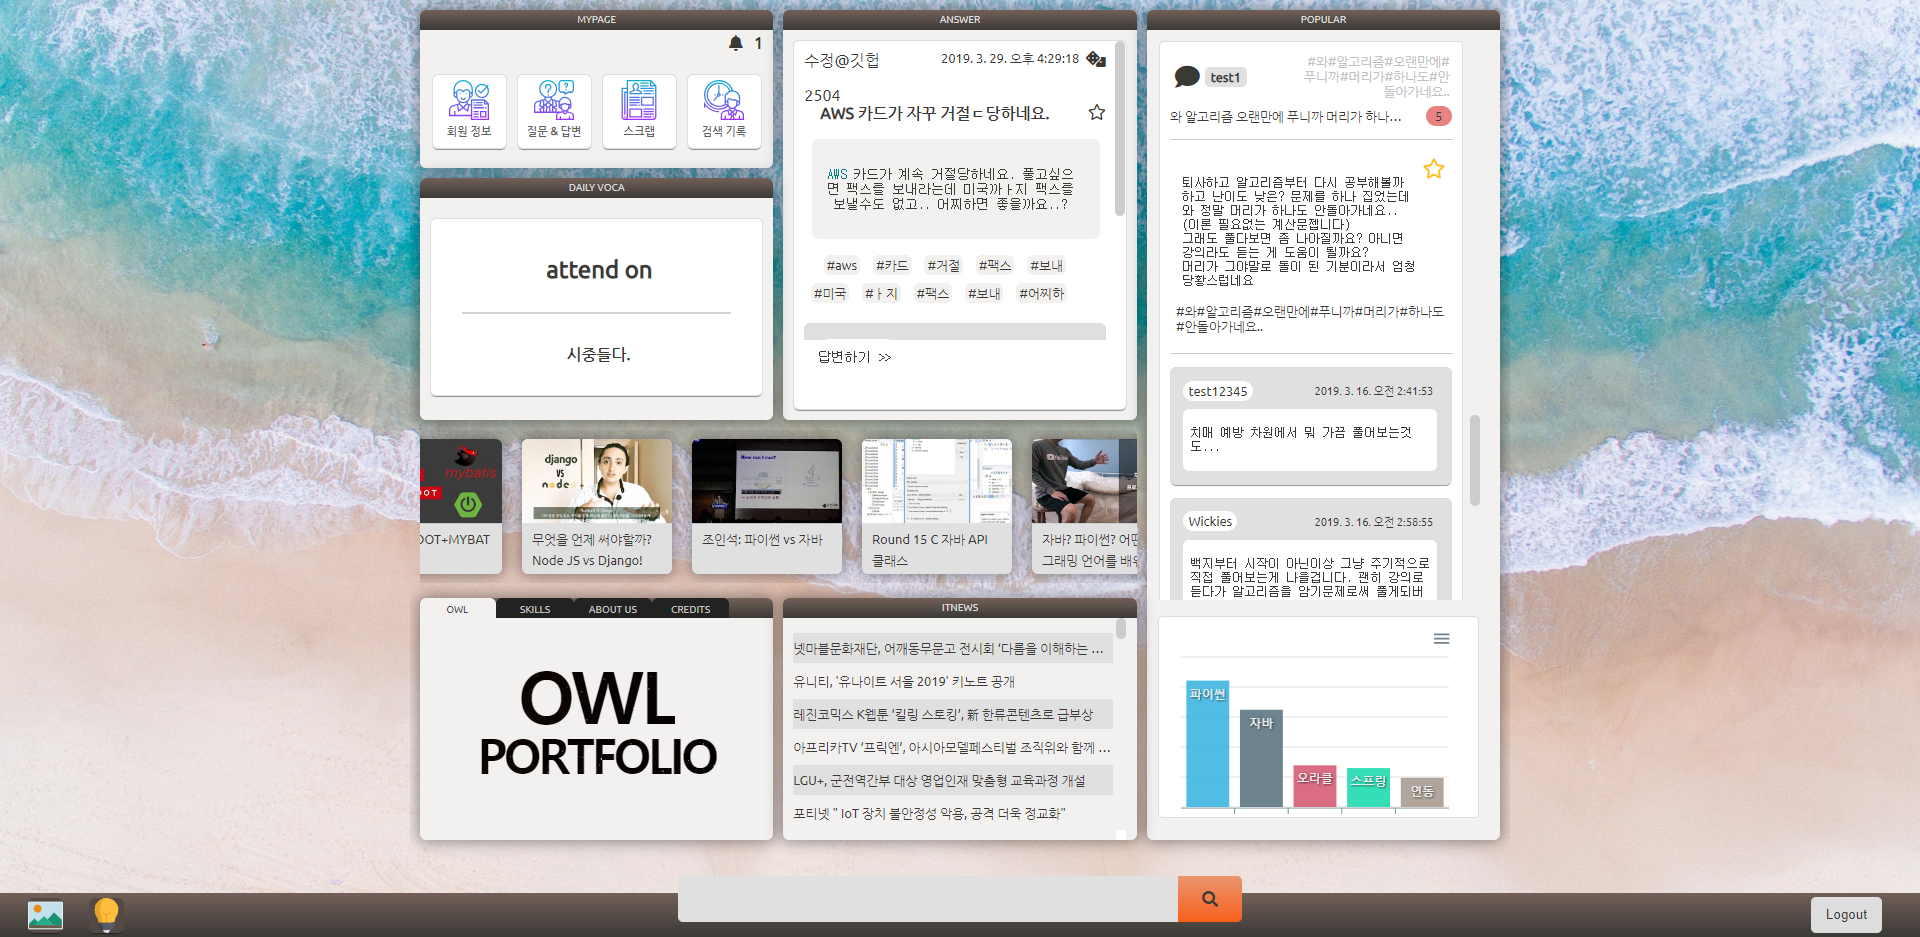 MYPAGE
1
회원 정보
질문 & 답변
스크랩
검색 기록
DAILY VOCA
attend on
시중들다.
ANSWER
수정@깃헙
2019. 3. 29. 오후 4:29:18
2504
AWS 카드가 자꾸 거절ㄷ당하네요.
AWS 카드가 계속 거절당하네요. 풀고싶으
면 팩스를 보내라는데 미국까ㅏ지 팩스를
보낼수도 없고.. 어찌하면 좋을까요..?
#aws #카드 #거절 #팩스 #보내
#미국 #ㅏ지 #팩스 #보내 #어찌하
답변하기 >>
POPULAR
test1
#와#알고리즘#오랜만에#
푸니까#머리가#하나도#안
돌아가네요..
와 알고리즘 오랜만에 푸니까 머리가 하나...
5
퇴사하고 알고리즘부터 다시 공부해볼까
하고 난이도 낮은? 문제를 하나 집었는데
와 정말 머리가 하나도 안돌아가네요..
(이론 필요없는 계산문젭니다)
그래도 풀다보면 좀 나아질까요? 아니면
강의라도 듣는 게 도움이 될까요?
머리가 그야말로 돌이 된 기분이라서 엄청
당황스럽네요
#와#알고리즘#오랜만에#푸니까#머리가#하나도
#안돌아가네요..
test12345
2019. 3. 16. 오전 2:41:53
치매 예방 차원에서 뭐 가끔 풀어보는것
도...
Wickies
2019. 3. 16. 오전 2:58:55
백지부터 시작이 아닌이상 그냥 주기적으로
직접 풀어보는게 나을겁니다. 괜히 강의로
듣다가 알고리즘을 암기문제로써 풀게되버
mybatis
OOT
OOT+MYBAT
django
VS
node
무엇을 언제 써야할까?
Node JS vs Django!
How can I run?
조인석: 파이썬 vs 자바
Round 15 C 자바 API
클래스
자바? 파이썬? 어떤
그래밍 언어를 배워
OWL
SKILLS
ABOUT US
CREDITS
OWL
PORTFOLIO
ITNEWS
넷마블문화재단, 어깨동무문고 전시회 ‘다름을 이해하는 ...
유니티, '유나이트 서울 2019' 키노트 공개
레진코믹스 K웹툰 ‘킬링 스토킹’, 新 한류콘텐츠로 급부상
아프리카TV ‘프릭엔’, 아시아모델페스티벌 조직위와 함께 ...
LGU+, 군전역간부 대상 영업인재 맞춤형 교육과정 개설
포티넷 " IoT 장치 불안정성 악용, 공격 더욱 정교화"
파이썬
자바
오라클
스프링
연동
Logout